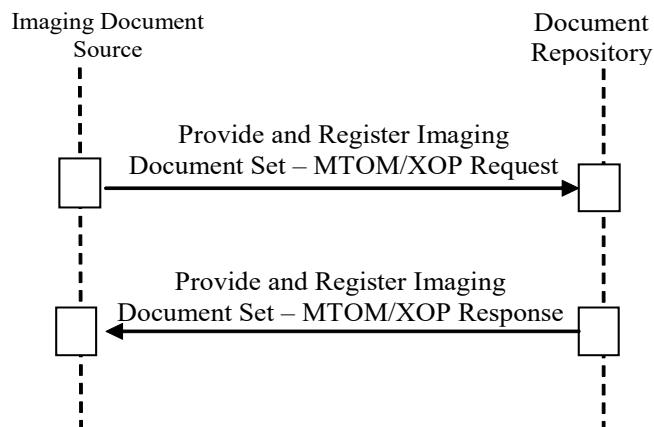 Imaging Document
Source
Document
Repository
Provide and Register Imaging
Document Set – MTOM/XOP Request
Provide and Register Imaging
Document Set – MTOM/XOP Response